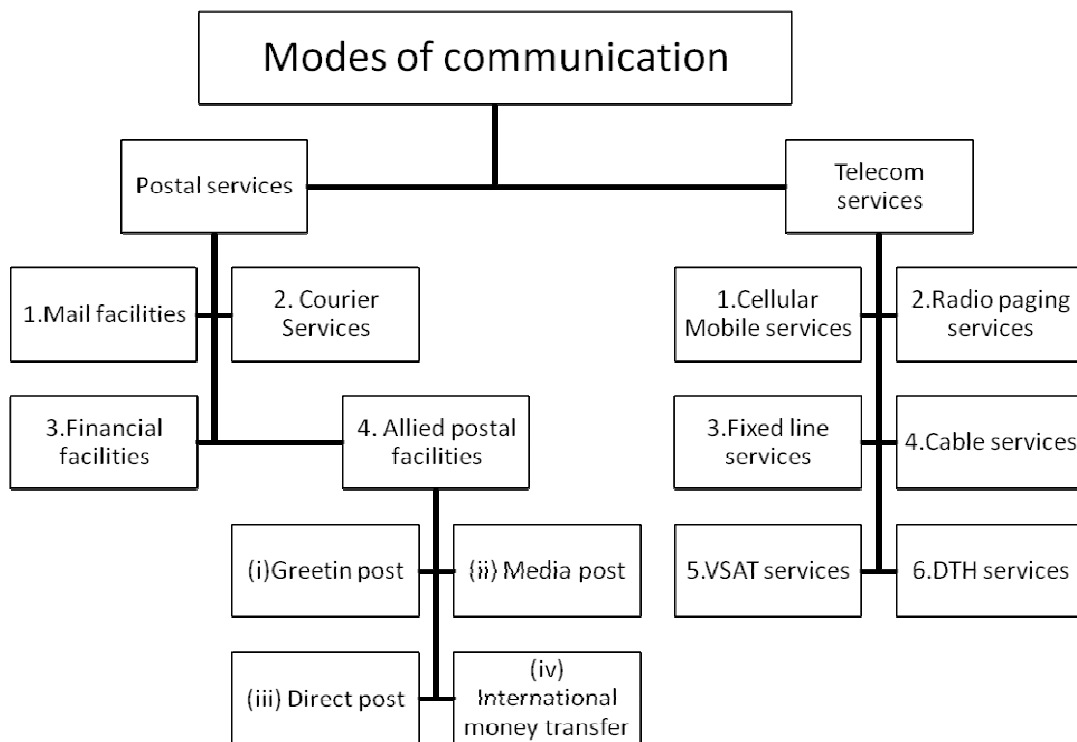 Modes of communication
Postal services
Telecom
services
1.Mail facilities
2. Courier
Services
1.Cellular
Mobile services
2.Radio paging
services
3.Financial
facilities
4. Allied postal
facilities
3.Fixed line
services
4.Cable services
(i)Greetin post
(ii) Media post
5.VSAT services
6.DTH services
(iii) Direct post
(iv)
International
money transfer